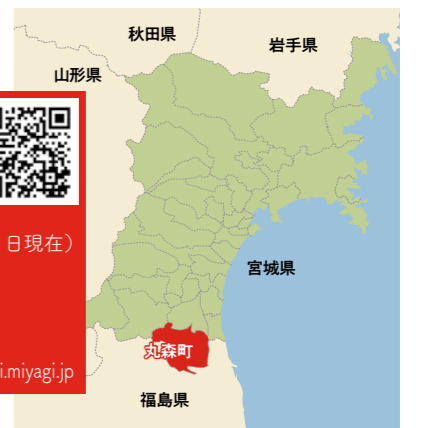 秋田県
岩手県
山形県
日現在)
宮城県
丸森町
i.miyagi.jp
福島県